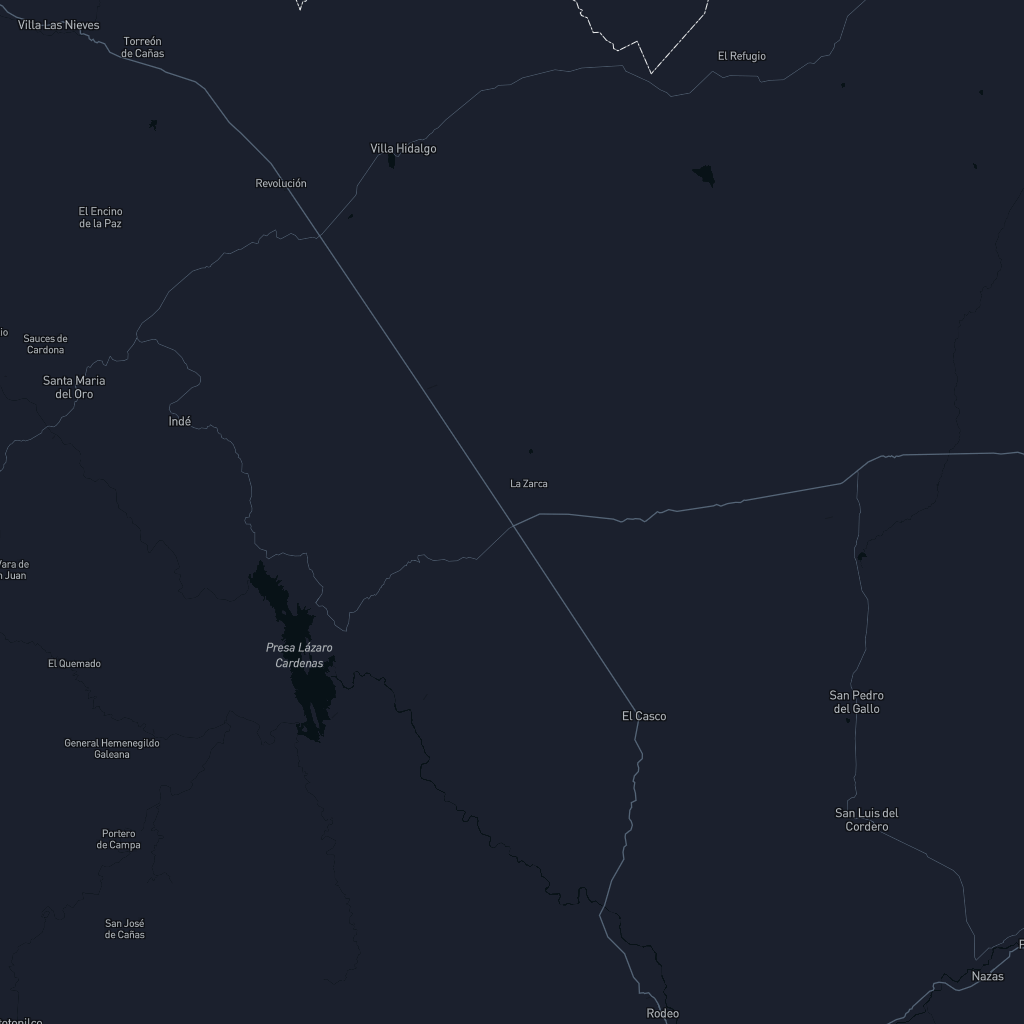 Villa Las Nieves
Torreón
de Cañas
El Refugio
Villa Hidalgo
Revolución
El Encino
de la Paz
Sauces de
Cardona
Santa Maria
del Oro
Indé
La Zarca
Presa Lázaro
Cardenas
El Quemado
San Pedro
del Gallo
El Casco
General Hemenegildo
Galeana
San Luis del
Cordero
Portero
de Campa
San José
de Cañas
Nazas
Rodeo